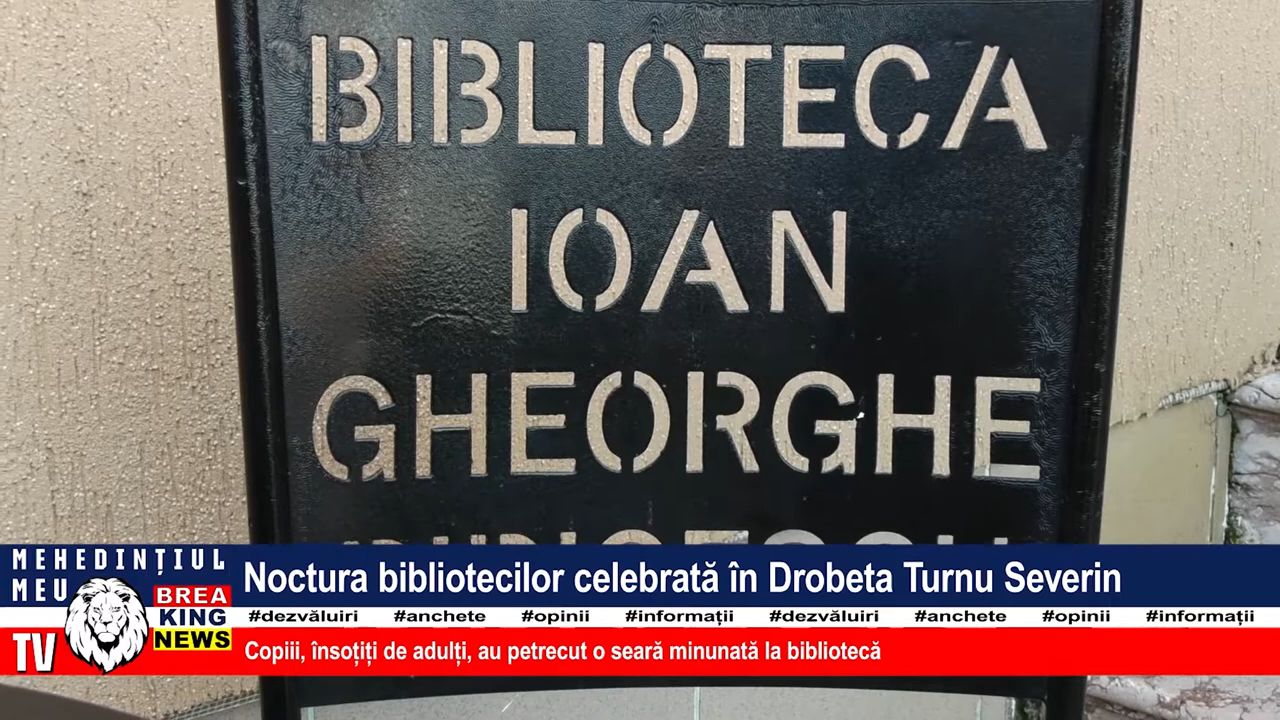 BIBLIOTECA
IOAN
GHEORGHE
MEHEDINȚIUL
MEU
TV
BREA
KING
NEWS
Noctura bibliotecilor celebrată în Drobeta Turnu Severin
#dezvăluiri #anchete #opinii #informații #dezvăluiri #anchete #opinii #informații
Copiii, însoțiți de adulți, au petrecut o seară minunată la bibliotecă